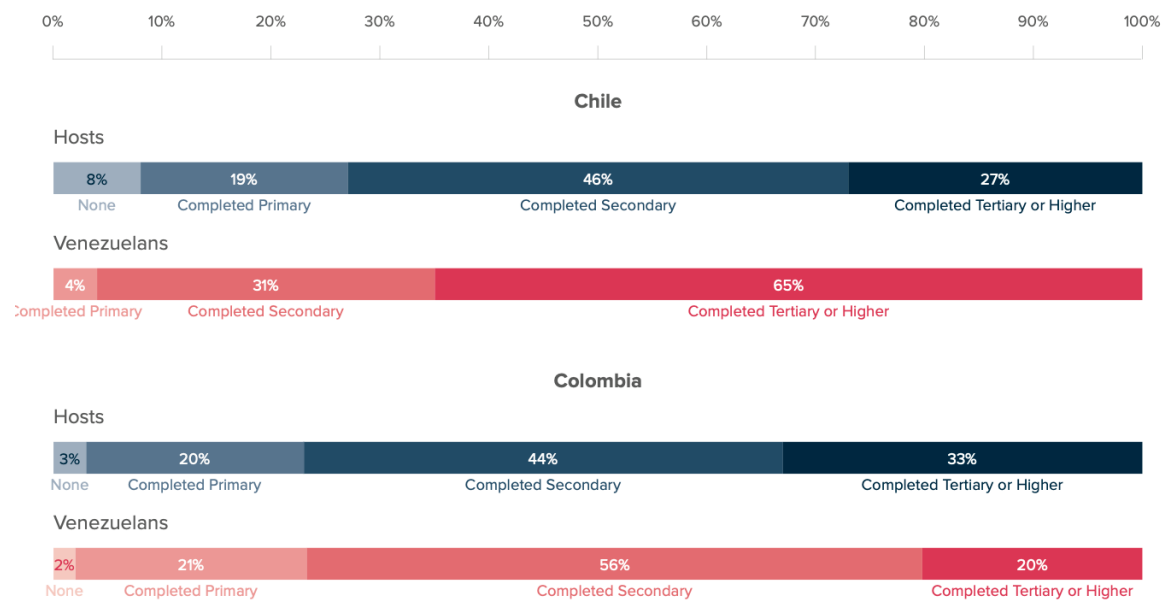 0% 10% 20% 30% 40% 50% 60% 70% 80% 90% 100%
Chile
Hosts
8% 19% 46% 27%
None Completed Primary Completed Secondary Completed Tertiary or Higher
Venezuelans
4% 31% 65%
Completed Primary Completed Secondary Completed Tertiary or Higher
Colombia
Hosts
3% 20% 44% 33%
None Completed Primary Completed Secondary Completed Tertiary or Higher
Venezuelans
2% 21% 56% 20%
None Completed Primary Completed Secondary Completed Tertiary or Higher